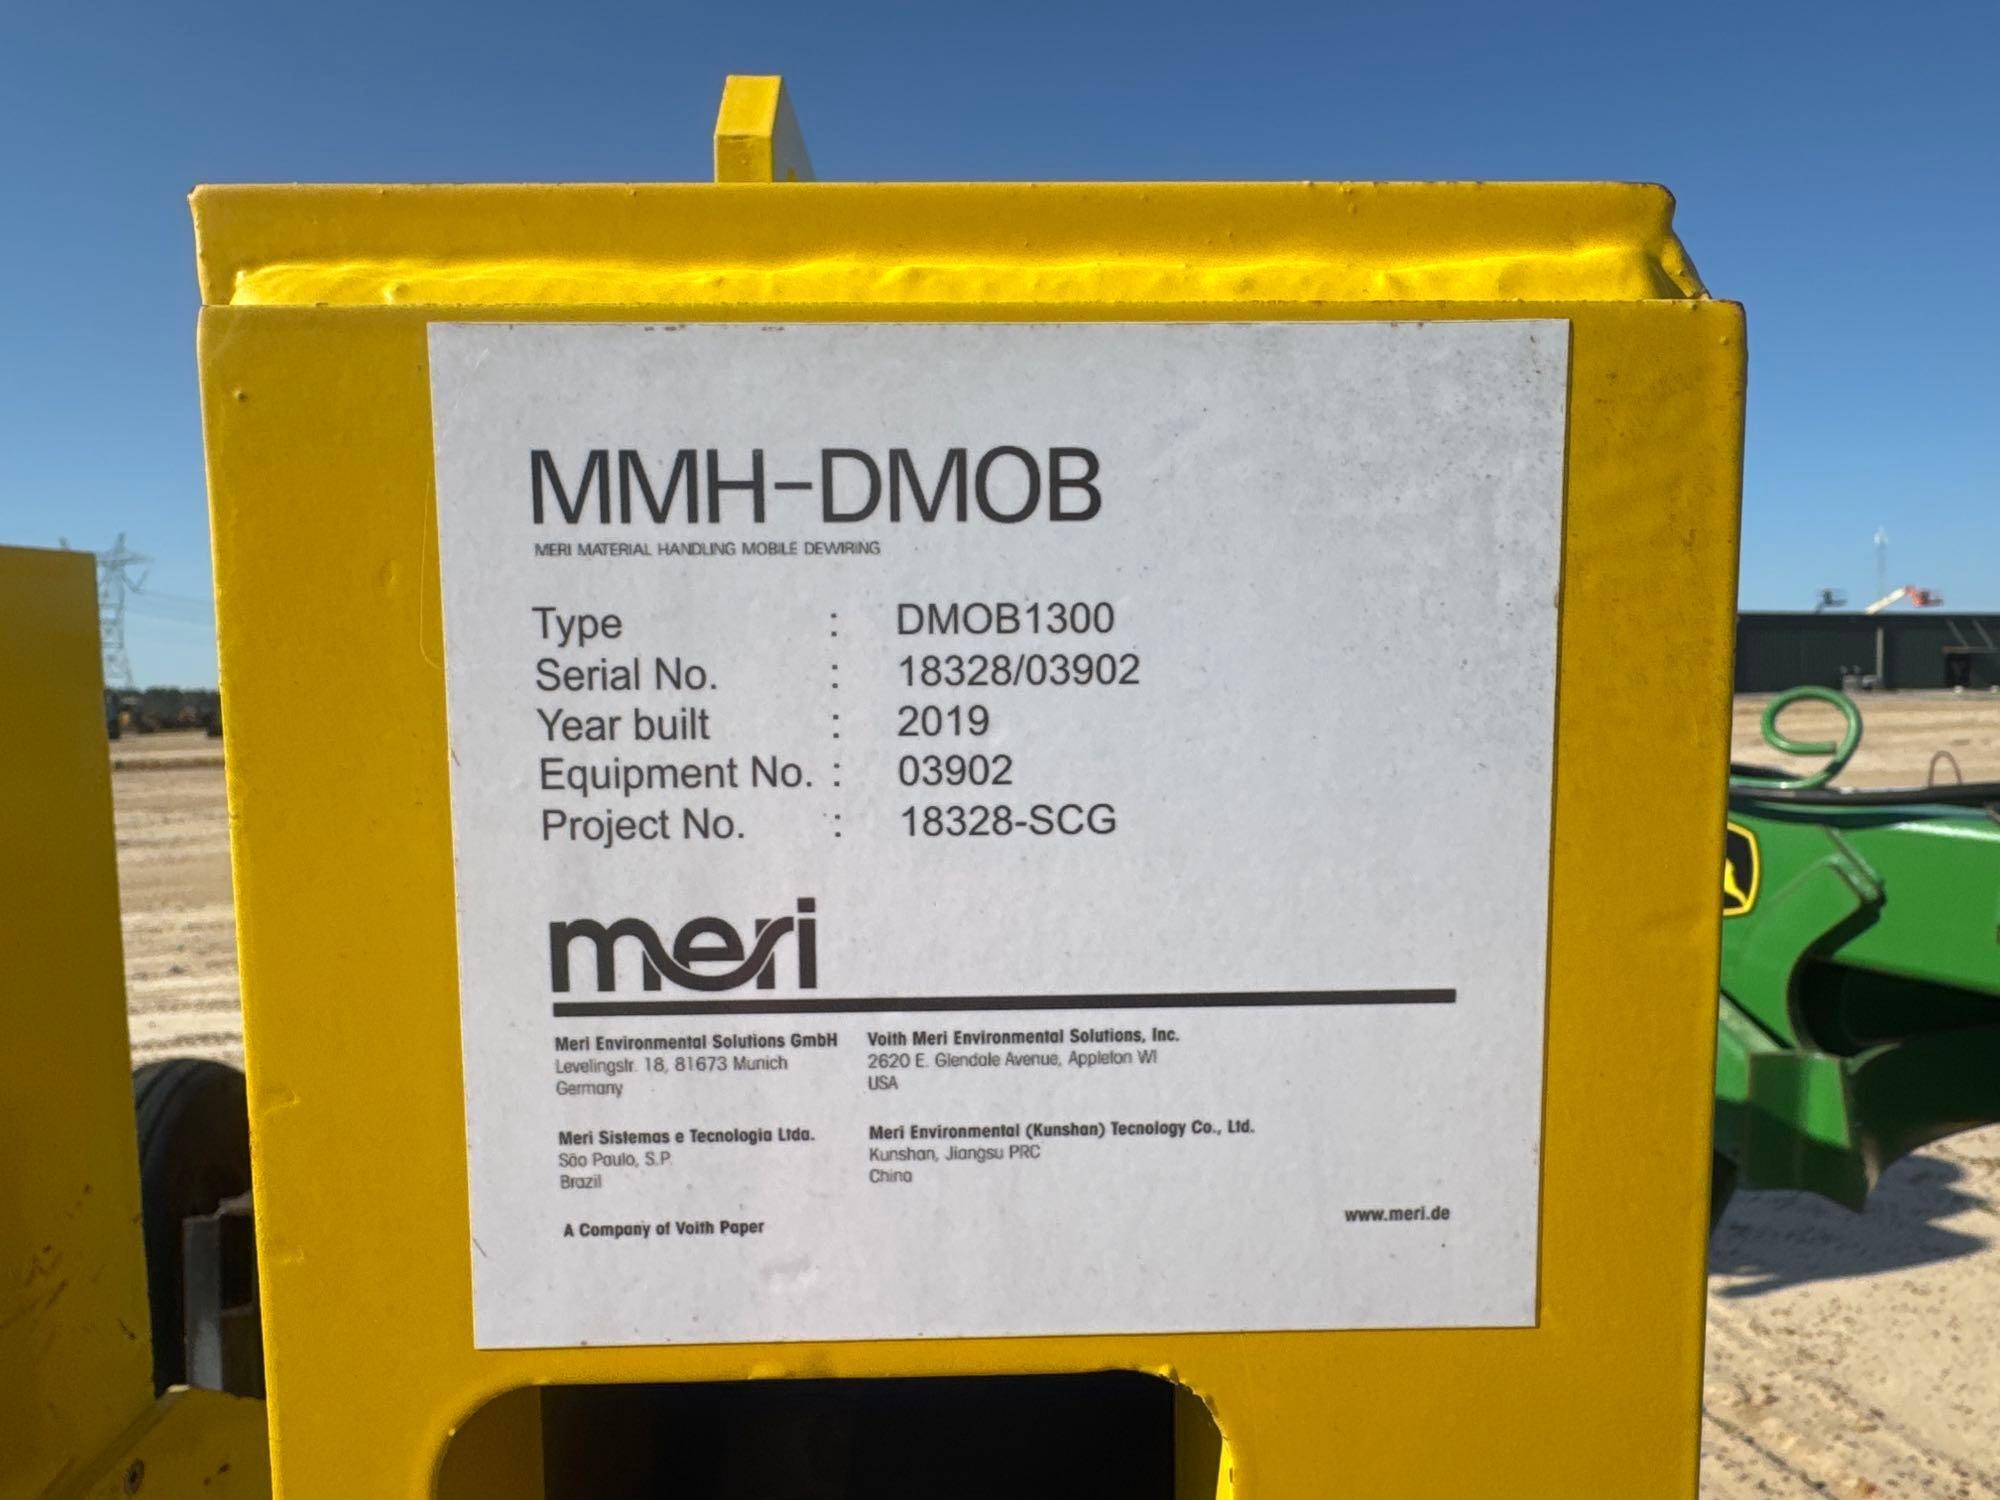 MMH-DMOB
MERI MATERIAL HANDLING MOBILE DEWIRING
Type : DMOB1300
Serial No. : 18328/03902
Year built : 2019
Equipment No. : 03902
Project No. : 18328-SCG
meri
Meri Environmental Solutions GmbH
Levelingstr. 18, 81673 Munich
Germany
Voith Meri Environmental Solutions, Inc.
2620 E. Glendale Avenue, Appleton WI
USA
Meri Sistemas e Tecnologia Ltda.
São Paulo, S.P.
Brazil
Meri Environmental (Kunshan) Tecnology Co., Ltd.
Kunshan, Jiangsu PRC
China
A Company of Voith Paper
www.meri.de